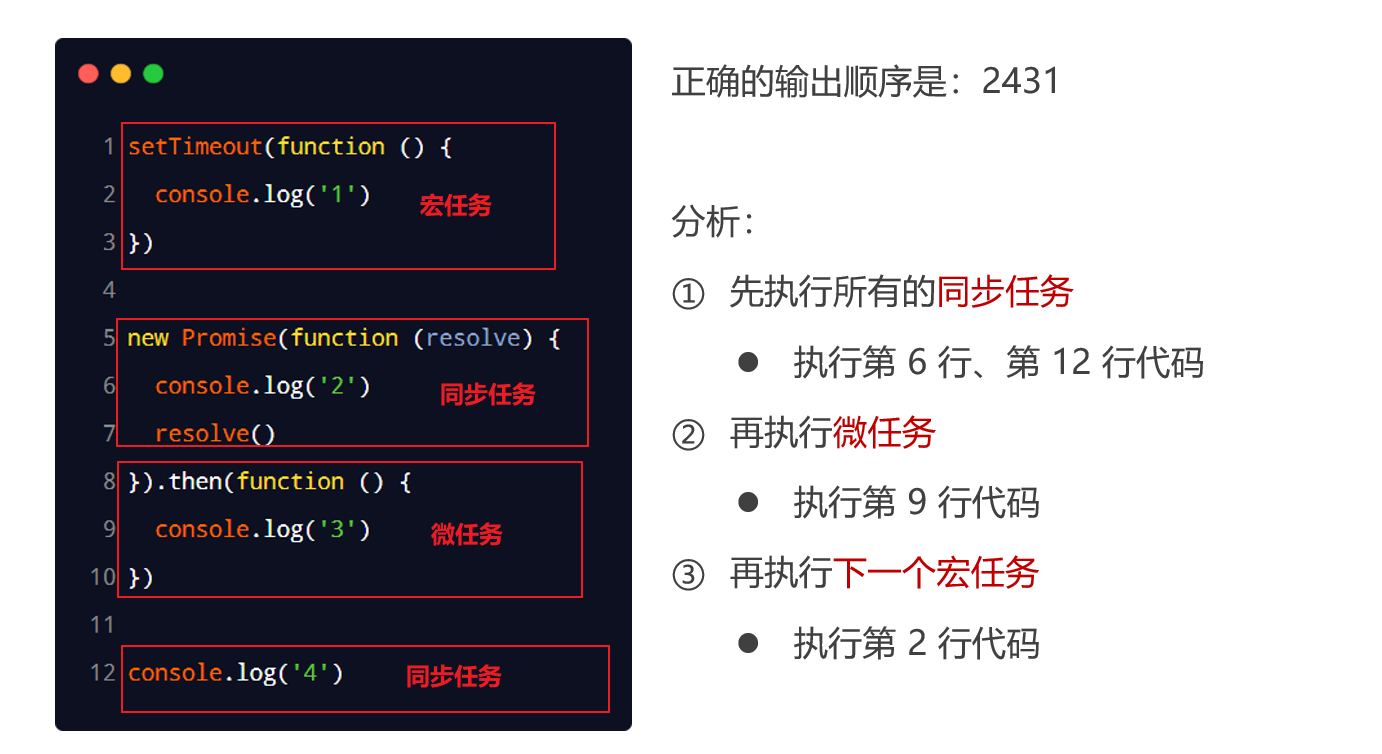 1 setTimeout(function () {
2   console.log('1')
宏任务
3 })
4
5 new Promise(function (resolve) {
6   console.log('2')
同步任务
7   resolve()
8 }).then(function () {
9   console.log('3')
微任务
10 })
11
12 console.log('4')
同步任务
正确的输出顺序是：2431
分析：
① 先执行所有的同步任务
● 执行第 6 行、第 12 行代码
② 再执行微任务
● 执行第 9 行代码
③ 再执行下一个宏任务
● 执行第 2 行代码